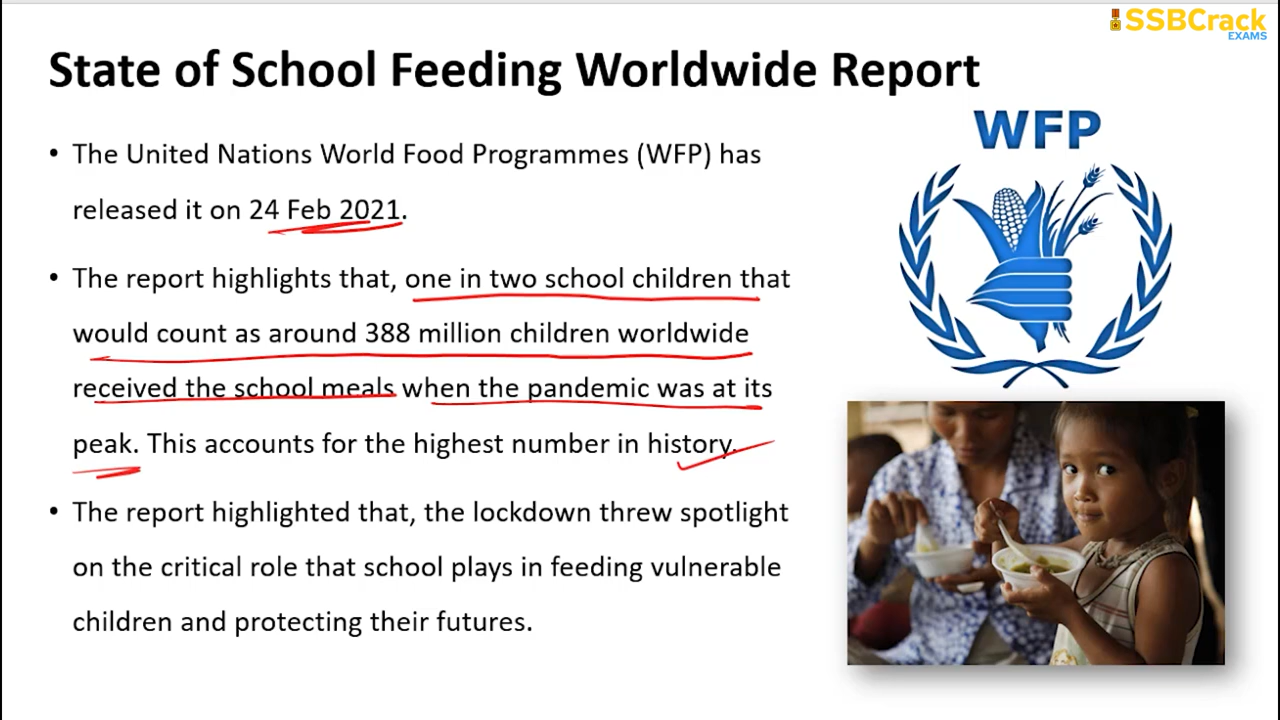 SSBCrack
EXAMS
State of School Feeding Worldwide Report
WFP
• The United Nations World Food Programmes (WFP) has
released it on 24 Feb 2021.
• The report highlights that, one in two school children that
would count as around 388 million children worldwide
received the school meals when the pandemic was at its
peak. This accounts for the highest number in history.
• The report highlighted that, the lockdown threw spotlight
on the critical role that school plays in feeding vulnerable
children and protecting their futures.